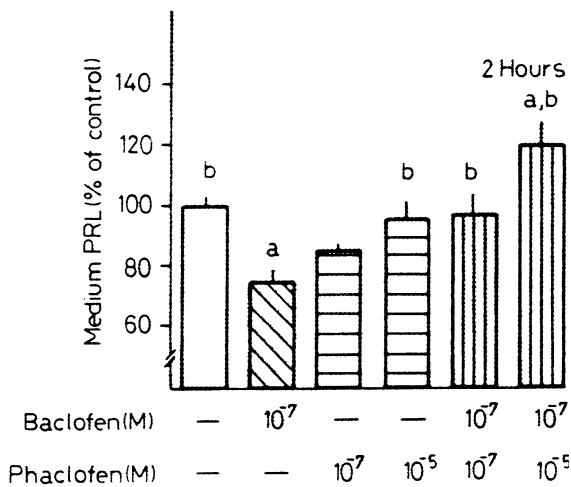 2 Hours
a,b
140
120
100
80
60
Medium PRL (% of control)
b
a
b
b
Baclofen(M) — 10⁻⁷ — — 10⁻⁷ 10⁻⁷
Phaclofen(M) — — 10⁻⁷ 10⁻⁵ 10⁻⁷ 10⁻⁵